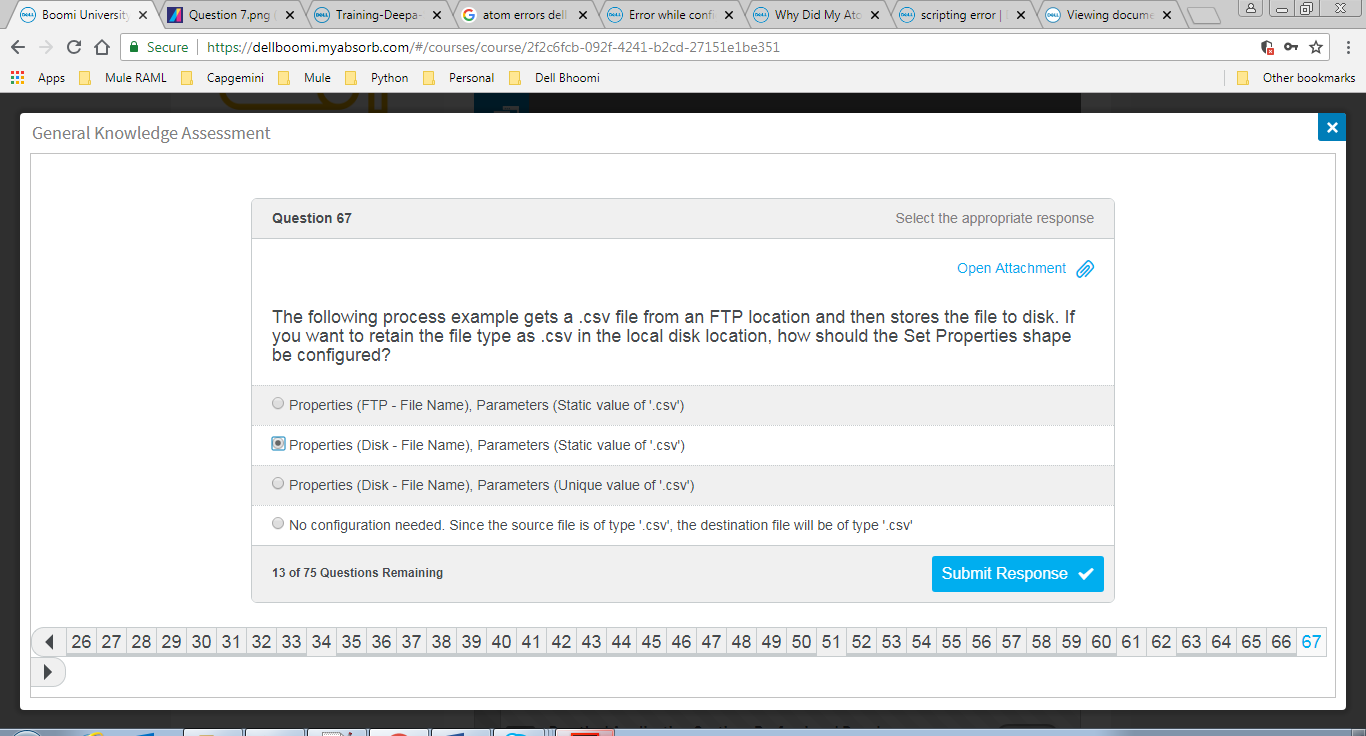 Boomi University
Question 7.png
Training-Deepa-
atom errors dell
Error while confi
Why Did My Ato
scripting error |
Viewing docume
Secure
https://dellboomi.myabsorb.com/#/courses/course/2f2c6fcb-092f-4241-b2cd-27151e1be351
Apps
Mule RAML
Capgemini
Mule
Python
Personal
Dell Bhoomi
Other bookmarks
General Knowledge Assessment
Question 67
Select the appropriate response
Open Attachment
The following process example gets a .csv file from an FTP location and then stores the file to disk. If
you want to retain the file type as .csv in the local disk location, how should the Set Properties shape
be configured?
Properties (FTP - File Name), Parameters (Static value of '.csv')
Properties (Disk - File Name), Parameters (Static value of '.csv')
Properties (Disk - File Name), Parameters (Unique value of '.csv')
No configuration needed. Since the source file is of type '.csv', the destination file will be of type '.csv'
13 of 75 Questions Remaining
Submit Response
26 27 28 29 30 31 32 33 34 35 36 37 38 39 40 41 42 43 44 45 46 47 48 49 50 51 52 53 54 55 56 57 58 59 60 61 62 63 64 65 66 67